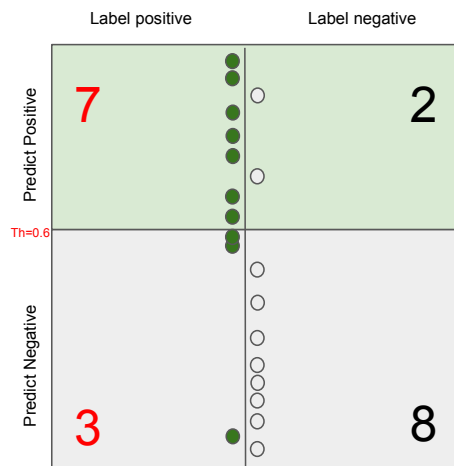 Label positive
Label negative
Predict Positive
7
2
Th=0.6
Predict Negative
3
8